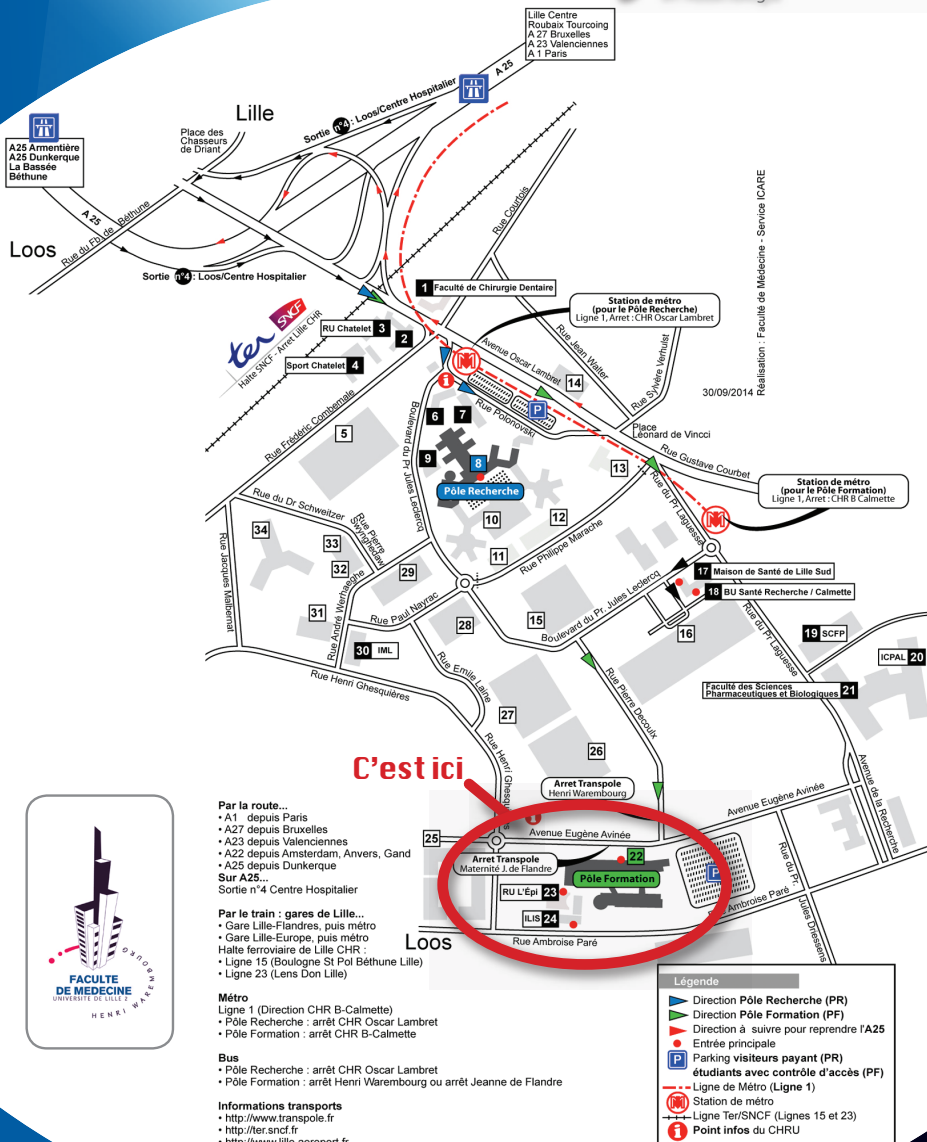 Lille Centre
Roubaix Tourcoing
A 27 Bruxelles
A 23 Valenciennes
A 1 Paris
A 25
Sortie n°4 : Loos/Centre Hospitalier
Lille
Place des
Chasseurs
de Driant
A25 Armentière
A25 Dunkerque
La Bassée
Béthune
A 25
Loos
Rue du Fb. de Béthune
Sortie n°4 : Loos/Centre Hospitalier
Rue Courtois
Réalisation : Faculté de Médecine - Service ICARE
30/09/2014
1 Faculté de Chirurgie Dentaire
ter SNCF
Halte SNCF - Arret Lille CHR
RU Chatelet 3
2
Sport Chatelet 4
Station de métro
(pour le Pôle Recherche)
Ligne 1, Arret : CHR Oscar Lambret
Avenue Oscar Lambret
Rue Jean Walter
Rue Sylvère Verhulst
14
P
Rue Polonovski
Place
Léonard de Vincci
Rue Gustave Courbet
Rue Frédéric Combemale
5
6
7
8
9
Boulevard du Pr Jules Leclercq
Pôle Recherche
10
11
12
13
Rue Philippe Marache
Rue du Pr Laguesse
Station de métro
(pour le Pôle Formation)
Ligne 1, Arret : CHR B Calmette
Rue du Dr Schweitzer
Rue Pierre
Swynghedaw
34
33
32
31
29
Rue Jacques Malbernat
Rue André Werhaeghe
Rue Paul Nayrac
28
15
Boulevard du Pr. Jules Leclercq
17 Maison de Santé de Lille Sud
18 BU Santé Recherche / Calmette
16
Rue du Pr Laguesse
19 SCFP
ICPAL 20
Faculté des Sciences
Pharmaceutiques et Biologiques 21
30 IML
Rue Henri Ghesquières
Rue Emile Laine
27
Rue Pierre Decoulx
26
Rue Henri Ghesquières
C'est ici
Arret Transpole
Henri Warembourg
Avenue Eugène Avinée
Avenue Eugène Avinée
Avenue de la Recherche
25
Arret Transpole
Maternité J. de Flandre
22
Pôle Formation
P
RU L'Épi 23
ILIS 24
Rue du Pr.
Jules Driessens
Rue Ambroise Paré
Rue Ambroise Paré
Loos
FACULTE
DE MEDECINE
UNIVERSITE DE LILLE 2
HENRI WAREMBOURG
Par la route...
• A1 depuis Paris
• A27 depuis Bruxelles
• A23 depuis Valenciennes
• A22 depuis Amsterdam, Anvers, Gand
• A25 depuis Dunkerque
Sur A25...
Sortie n°4 Centre Hospitalier
Par le train : gares de Lille...
• Gare Lille-Flandres, puis métro
• Gare Lille-Europe, puis métro
Halte ferroviaire de Lille CHR :
• Ligne 15 (Boulogne St Pol Béthune Lille)
• Ligne 23 (Lens Don Lille)
Métro
Ligne 1 (Direction CHR B-Calmette)
• Pôle Recherche : arrêt CHR Oscar Lambret
• Pôle Formation : arrêt CHR B-Calmette
Bus
• Pôle Recherche : arrêt CHR Oscar Lambret
• Pôle Formation : arrêt Henri Warembourg ou arrêt Jeanne de Flandre
Informations transports
• http://www.transpole.fr
• http://ter.sncf.fr
• http://www.lille.aeroport.fr
Légende
Direction Pôle Recherche (PR)
Direction Pôle Formation (PF)
Direction à suivre pour reprendre l'A25
Entrée principale
P Parking visiteurs payant (PR)
étudiants avec contrôle d'accès (PF)
Ligne de Métro (Ligne 1)
Station de métro
Ligne Ter/SNCF (Lignes 15 et 23)
Point infos du CHRU